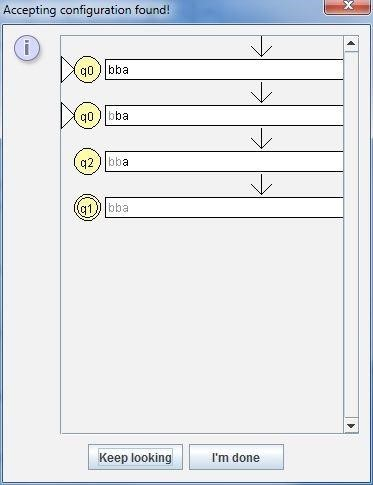 Accepting configuration found!
q0 bba
q0 bba
q2 bba
q1 bba
Keep looking I'm done